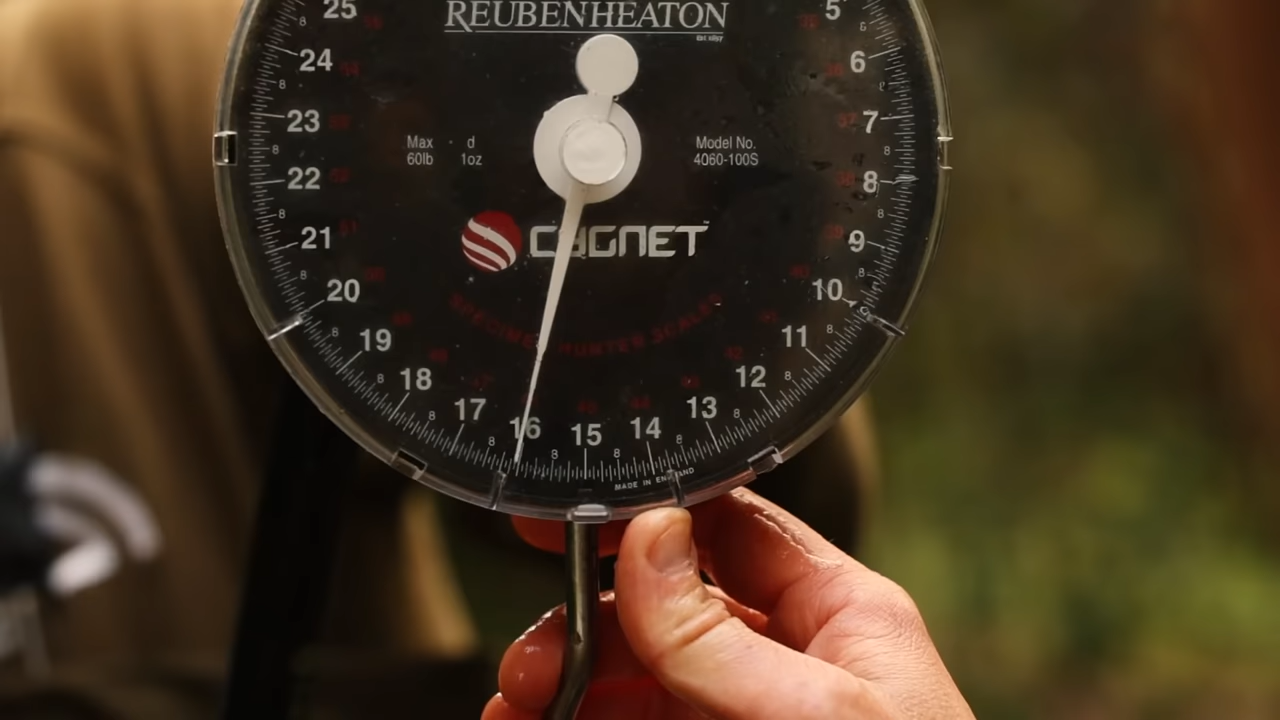 REUBENHEATON
25
5
24
6
23
7
Max d
60lb 1oz
Model No.
4060-100S
22
8
CYGNET
21
9
20
10
SPECIMEN HUNTER SCALES
19
11
18
12
17
13
16
15
14
MADE IN ENGLAND